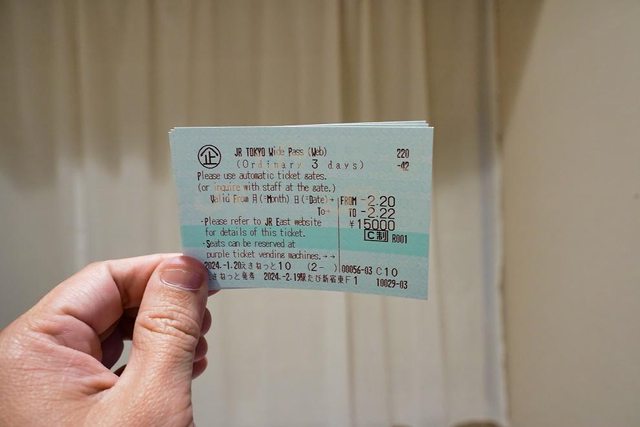 企 JR TOKYO Wide Pass (Web) 220
(Ordinary 3 days) -42
Please use automatic ticket gates.
(or inquire with staff at the gate.)
Valid From 月(=Month) 日(=Date)→ FROM -2.20
To→ TO -2.22
¥15000
-Please refer to JR East website C制 R001
for details of this ticket.
-Seats can be reserved at
purple ticket vending machines.→→
2024.-1.20えきねっと10 (2-) 00056-03 C10
えきねっと発券 2024.-2.19駅たび新宿東F1 10029-03